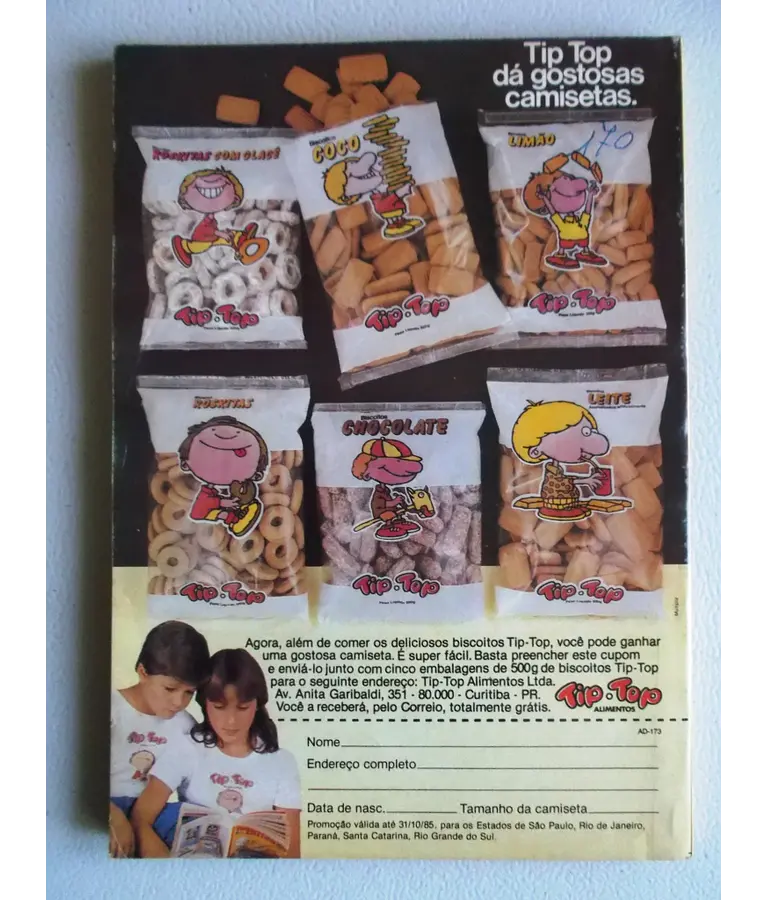 Tip Top
dá gostosas
camisetas.
170
ROSKITAS COM GLACÊ
Tip•Top
Biscoitos
COCO
Tip•Top
LIMÃO
Tip•Top
ROSKITAS
Tip•Top
Biscoitos
CHOCOLATE
Tip•Top
LEITE
Tip•Top
Agora, além de comer os deliciosos biscoitos Tip-Top, você pode ganhar
uma gostosa camiseta. É super fácil. Basta preencher este cupom
e enviá-lo junto com cinco embalagens de 500g de biscoitos Tip-Top
para o seguinte endereço: Tip-Top Alimentos Ltda.
Av. Anita Garibaldi, 351 - 80.000 - Curitiba - PR.
Você a receberá, pelo Correio, totalmente grátis.
Tip•Top
ALIMENTOS
AD-173
Nome
Endereço completo
Data de nasc. Tamanho da camiseta
Promoção válida até 31/10/85, para os Estados de São Paulo, Rio de Janeiro,
Paraná, Santa Catarina, Rio Grande do Sul.
Tip Top
Tip Top